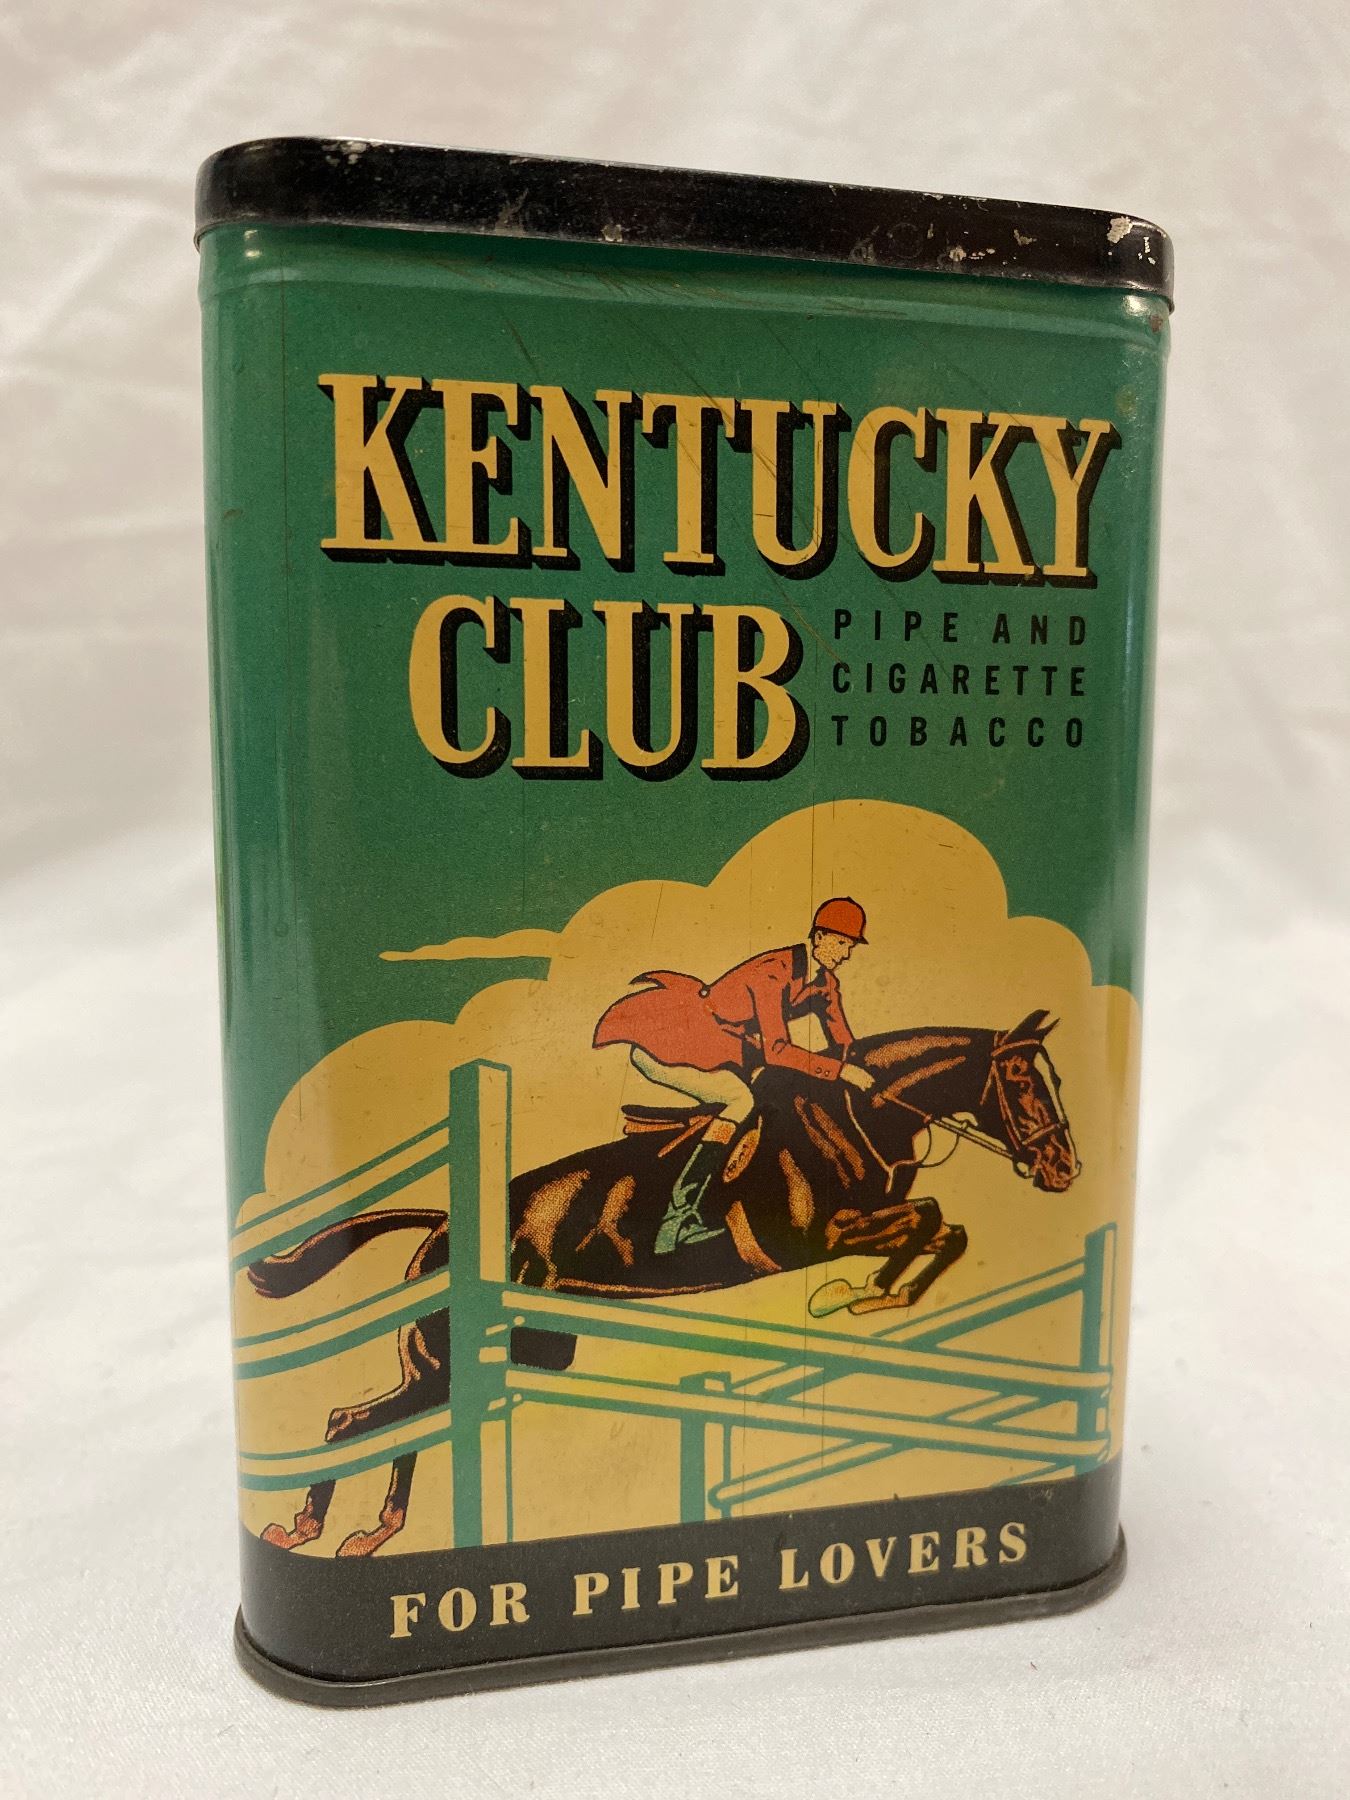 KENTUCKY
CLUB
PIPE AND
CIGARETTE
TOBACCO
FOR PIPE LOVERS